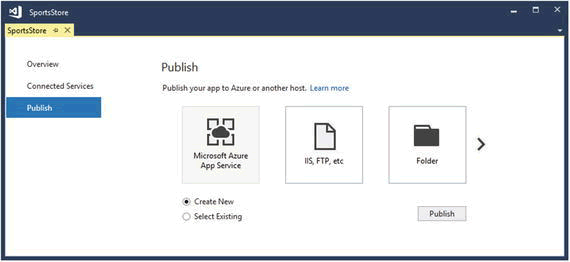 SportsStore
SportsStore
Overview
Connected Services
Publish
Publish
Publish your app to Azure or another host. Learn more
Microsoft Azure
App Service
IIS, FTP, etc
Folder
Create New
Select Existing
Publish